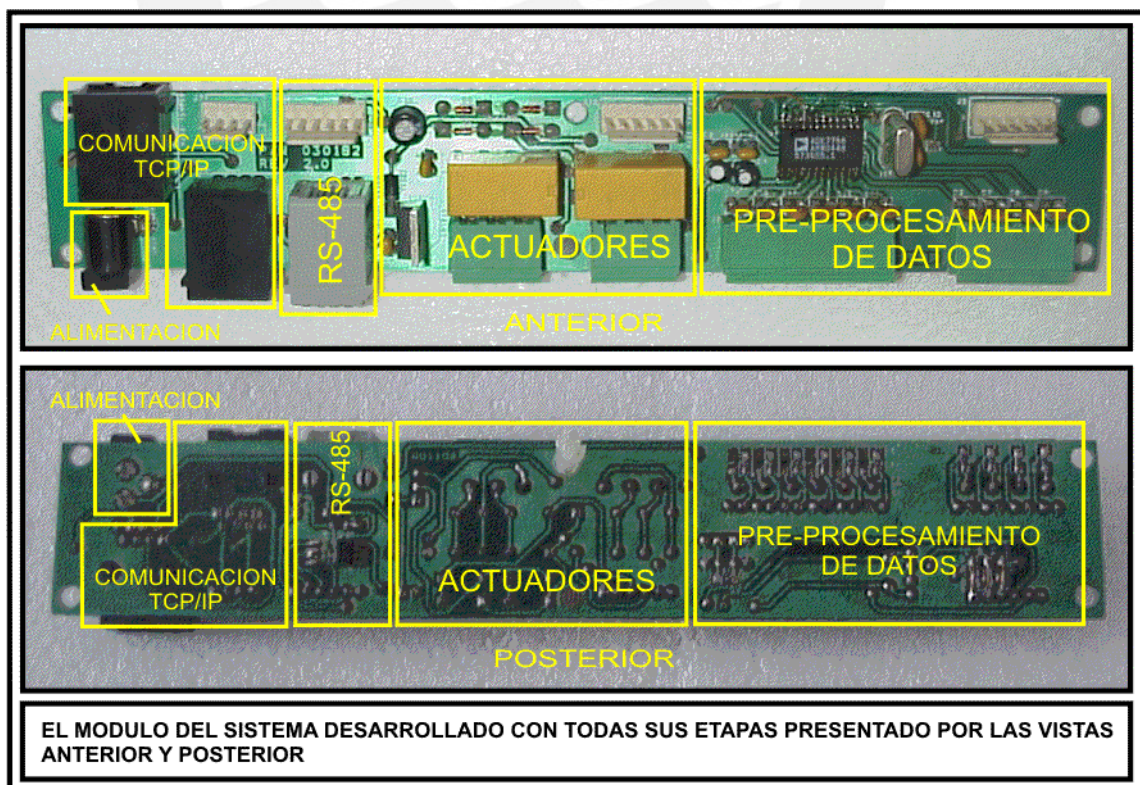 COMUNICACION
TCP/IP
030192
REV 2.0
RS-485
ACTUADORES
PRE-PROCESAMIENTO
DE DATOS
ALIMENTACION
ANTERIOR
ALIMENTACION
RS-485
COMUNICACION
TCP/IP
ACTUADORES
PRE-PROCESAMIENTO
DE DATOS
POSTERIOR
EL MODULO DEL SISTEMA DESARROLLADO CON TODAS SUS ETAPAS PRESENTADO POR LAS VISTAS
ANTERIOR Y POSTERIOR